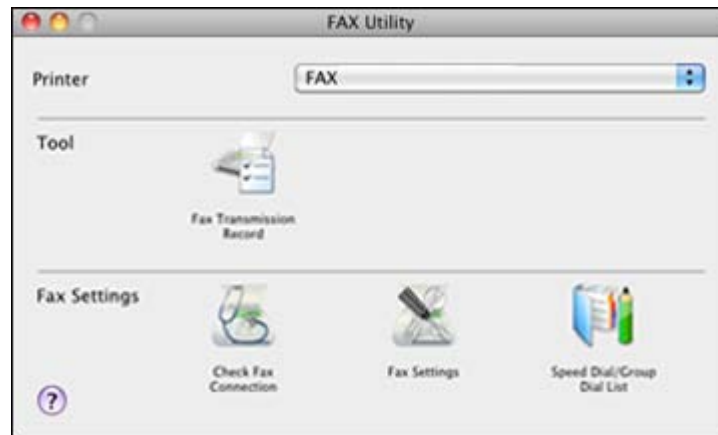 FAX Utility
Printer
FAX
Tool
Fax Transmission
Record
Fax Settings
Check Fax
Connection
Fax Settings
Speed Dial/Group
Dial List
?